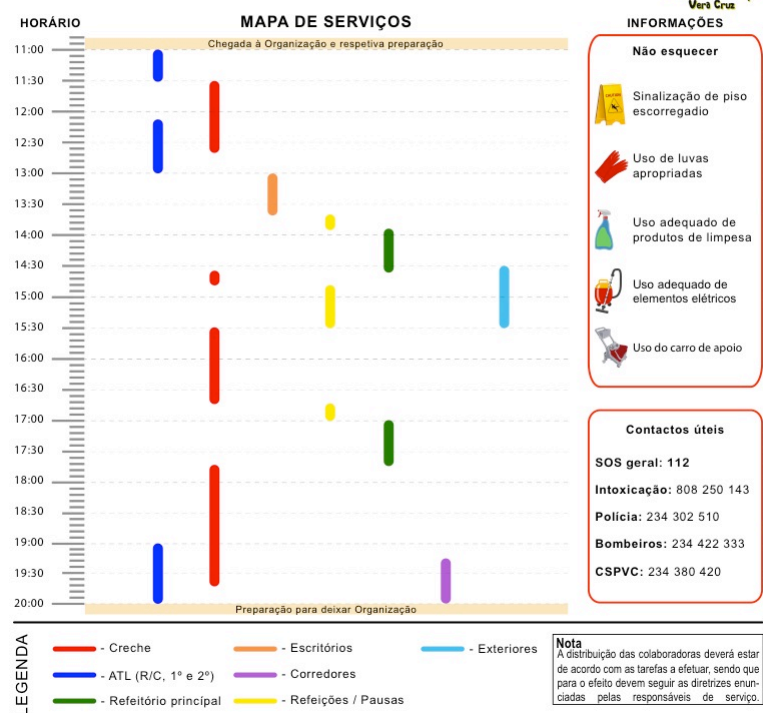 Vera Cruz
HORÁRIO
MAPA DE SERVIÇOS
INFORMAÇÕES
Chegada à Organização e respetiva preparação
11:00
11:30
12:00
12:30
13:00
13:30
14:00
14:30
15:00
15:30
16:00
16:30
17:00
17:30
18:00
18:30
19:00
19:30
20:00
Preparação para deixar Organização
Não esquecer
Sinalização de piso
escorregadio
Uso de luvas
apropriadas
Uso adequado de
produtos de limpesa
Uso adequado de
elementos elétricos
Uso do carro de apoio
Contactos úteis
SOS geral: 112
Intoxicação: 808 250 143
Polícia: 234 302 510
Bombeiros: 234 422 333
CSPVC: 234 380 420
LEGENDA
- Creche
- ATL (R/C, 1º e 2º)
- Refeitório princípal
- Escritórios
- Corredores
- Refeições / Pausas
- Exteriores
Nota
A distribuição das colaboradoras deverá estar
de acordo com as tarefas a efetuar, sendo que
para o efeito devem seguir as diretrizes enun-
ciadas pelas responsáveis de serviço.